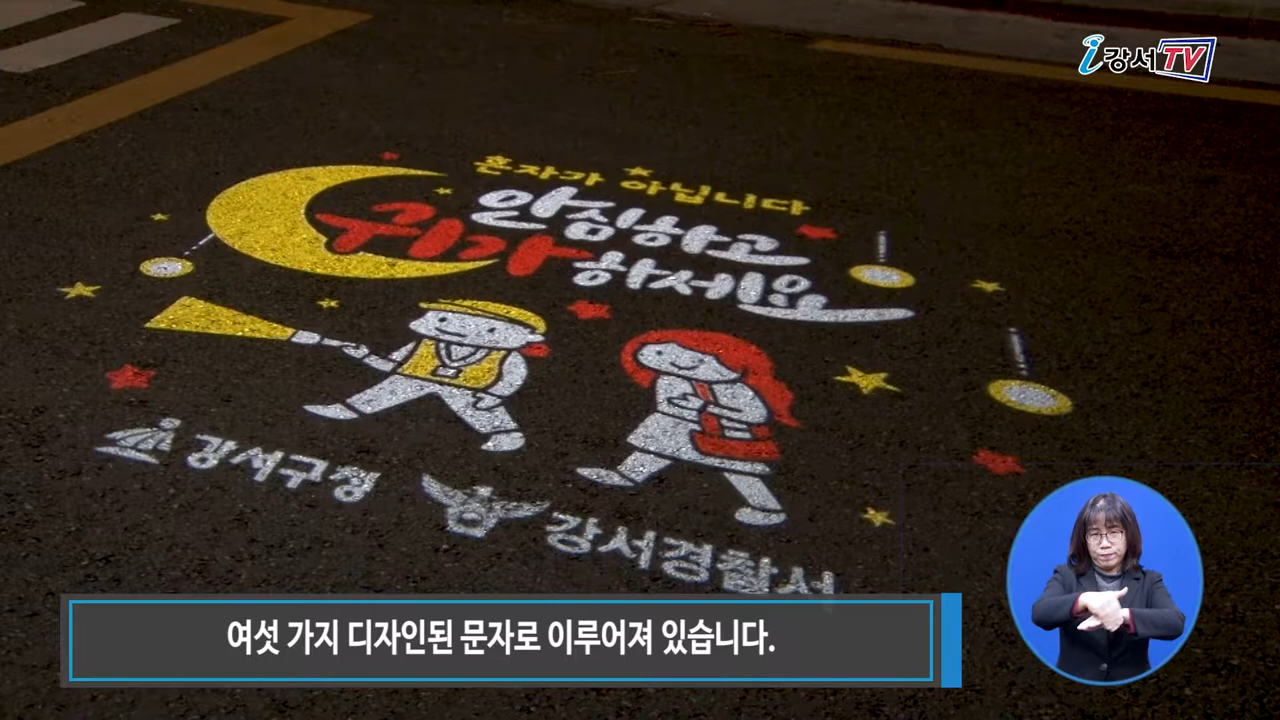 i강서TV
혼자가 아닙니다
안심하고
귀가 하세요
강서구청
강서경찰서
여섯 가지 디자인된 문자로 이루어져 있습니다.